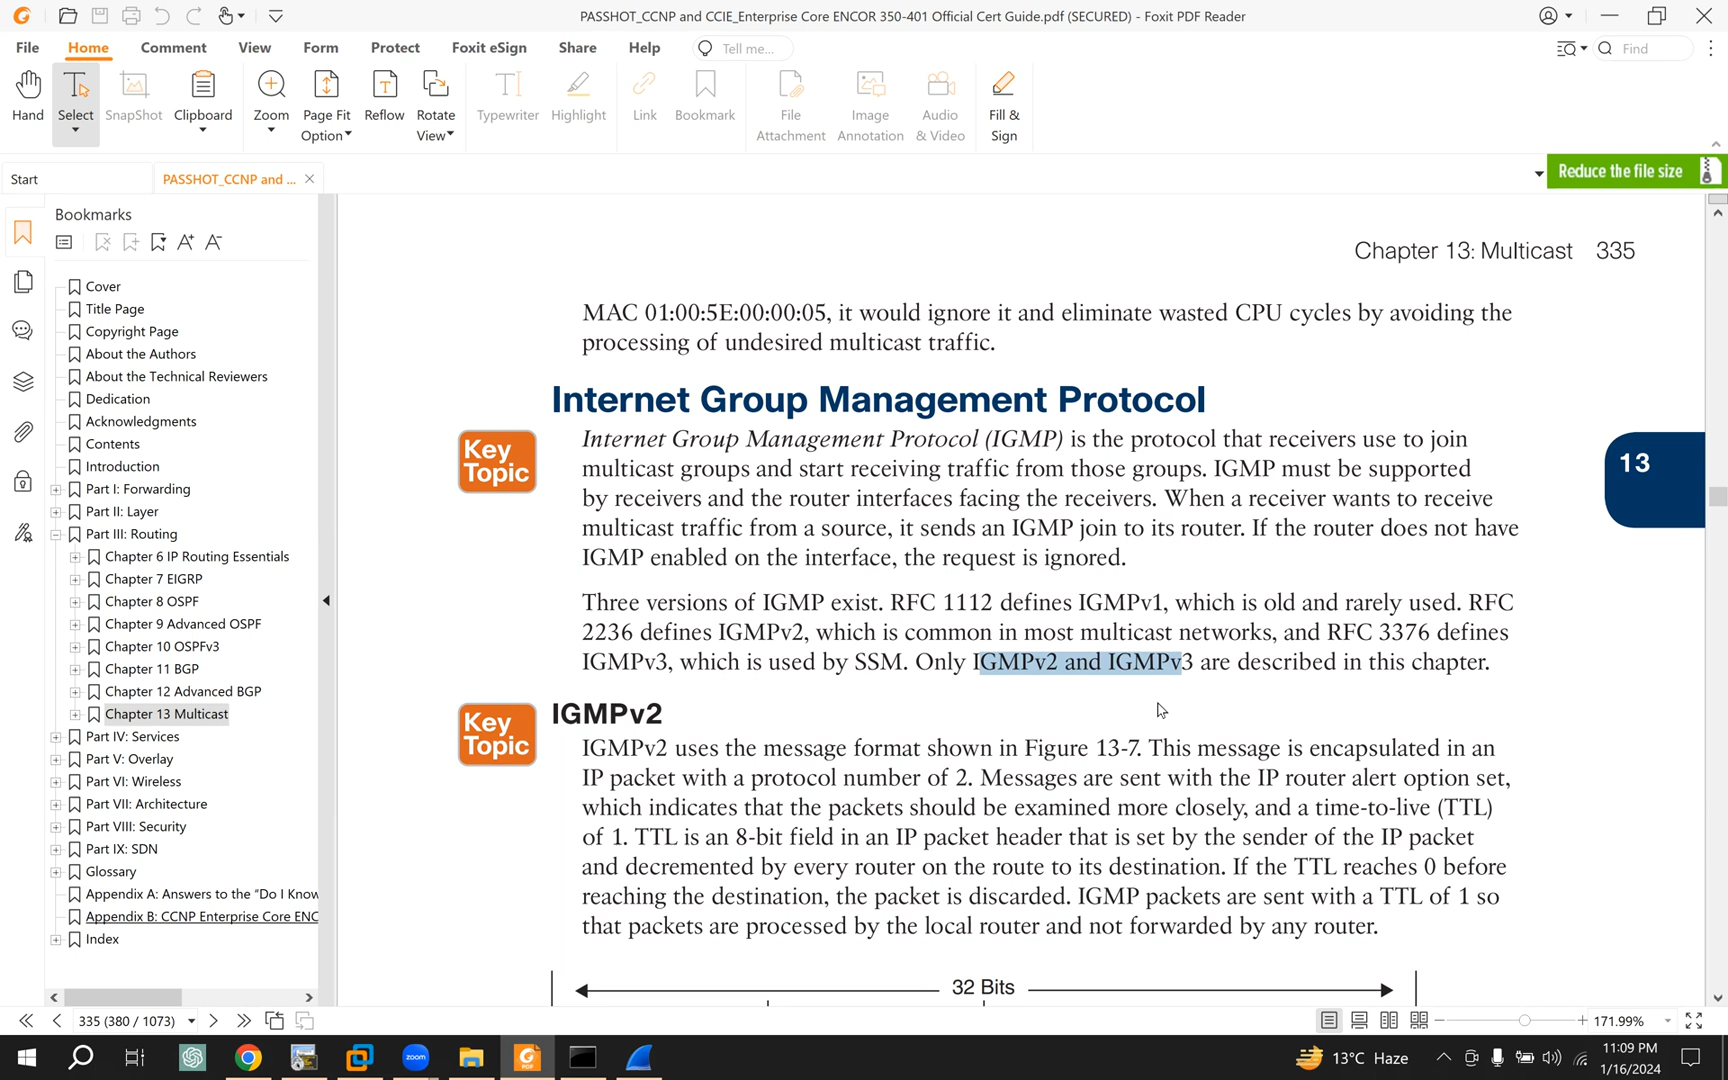 PASSHOT_CCNP and CCIE_Enterprise Core ENCOR 350-401 Official Cert Guide.pdf (SECURED) - Foxit PDF Reader
File Home Comment View Form Protect Foxit eSign Share Help Tell me... Find
Hand Select SnapShot Clipboard Zoom Page Fit Option Reflow Rotate View Typewriter Highlight Link Bookmark File Attachment Image Annotation Audio & Video Fill & Sign
Start PASSHOT_CCNP and ... Reduce the file size
Bookmarks
Cover
Title Page
Copyright Page
About the Authors
About the Technical Reviewers
Dedication
Acknowledgments
Contents
Introduction
Part I: Forwarding
Part II: Layer
Part III: Routing
Chapter 6 IP Routing Essentials
Chapter 7 EIGRP
Chapter 8 OSPF
Chapter 9 Advanced OSPF
Chapter 10 OSPFv3
Chapter 11 BGP
Chapter 12 Advanced BGP
Chapter 13 Multicast
Part IV: Services
Part V: Overlay
Part VI: Wireless
Part VII: Architecture
Part VIII: Security
Part IX: SDN
Glossary
Appendix A: Answers to the “Do I Know
Appendix B: CCNP Enterprise Core ENC
Index
Chapter 13: Multicast 335
MAC 01:00:5E:00:00:05, it would ignore it and eliminate wasted CPU cycles by avoiding the
processing of undesired multicast traffic.
Internet Group Management Protocol
Key
Topic
Internet Group Management Protocol (IGMP) is the protocol that receivers use to join
multicast groups and start receiving traffic from those groups. IGMP must be supported
by receivers and the router interfaces facing the receivers. When a receiver wants to receive
multicast traffic from a source, it sends an IGMP join to its router. If the router does not have
IGMP enabled on the interface, the request is ignored.
13
Three versions of IGMP exist. RFC 1112 defines IGMPv1, which is old and rarely used. RFC
2236 defines IGMPv2, which is common in most multicast networks, and RFC 3376 defines
IGMPv3, which is used by SSM. Only IGMPv2 and IGMPv3 are described in this chapter.
Key
Topic
IGMPv2
IGMPv2 uses the message format shown in Figure 13-7. This message is encapsulated in an
IP packet with a protocol number of 2. Messages are sent with the IP router alert option set,
which indicates that the packets should be examined more closely, and a time-to-live (TTL)
of 1. TTL is an 8-bit field in an IP packet header that is set by the sender of the IP packet
and decremented by every router on the route to its destination. If the TTL reaches 0 before
reaching the destination, the packet is discarded. IGMP packets are sent with a TTL of 1 so
that packets are processed by the local router and not forwarded by any router.
32 Bits
335 (380 / 1073) 171.99%
zoom PDF 13°C Haze 11:09 PM
1/16/2024